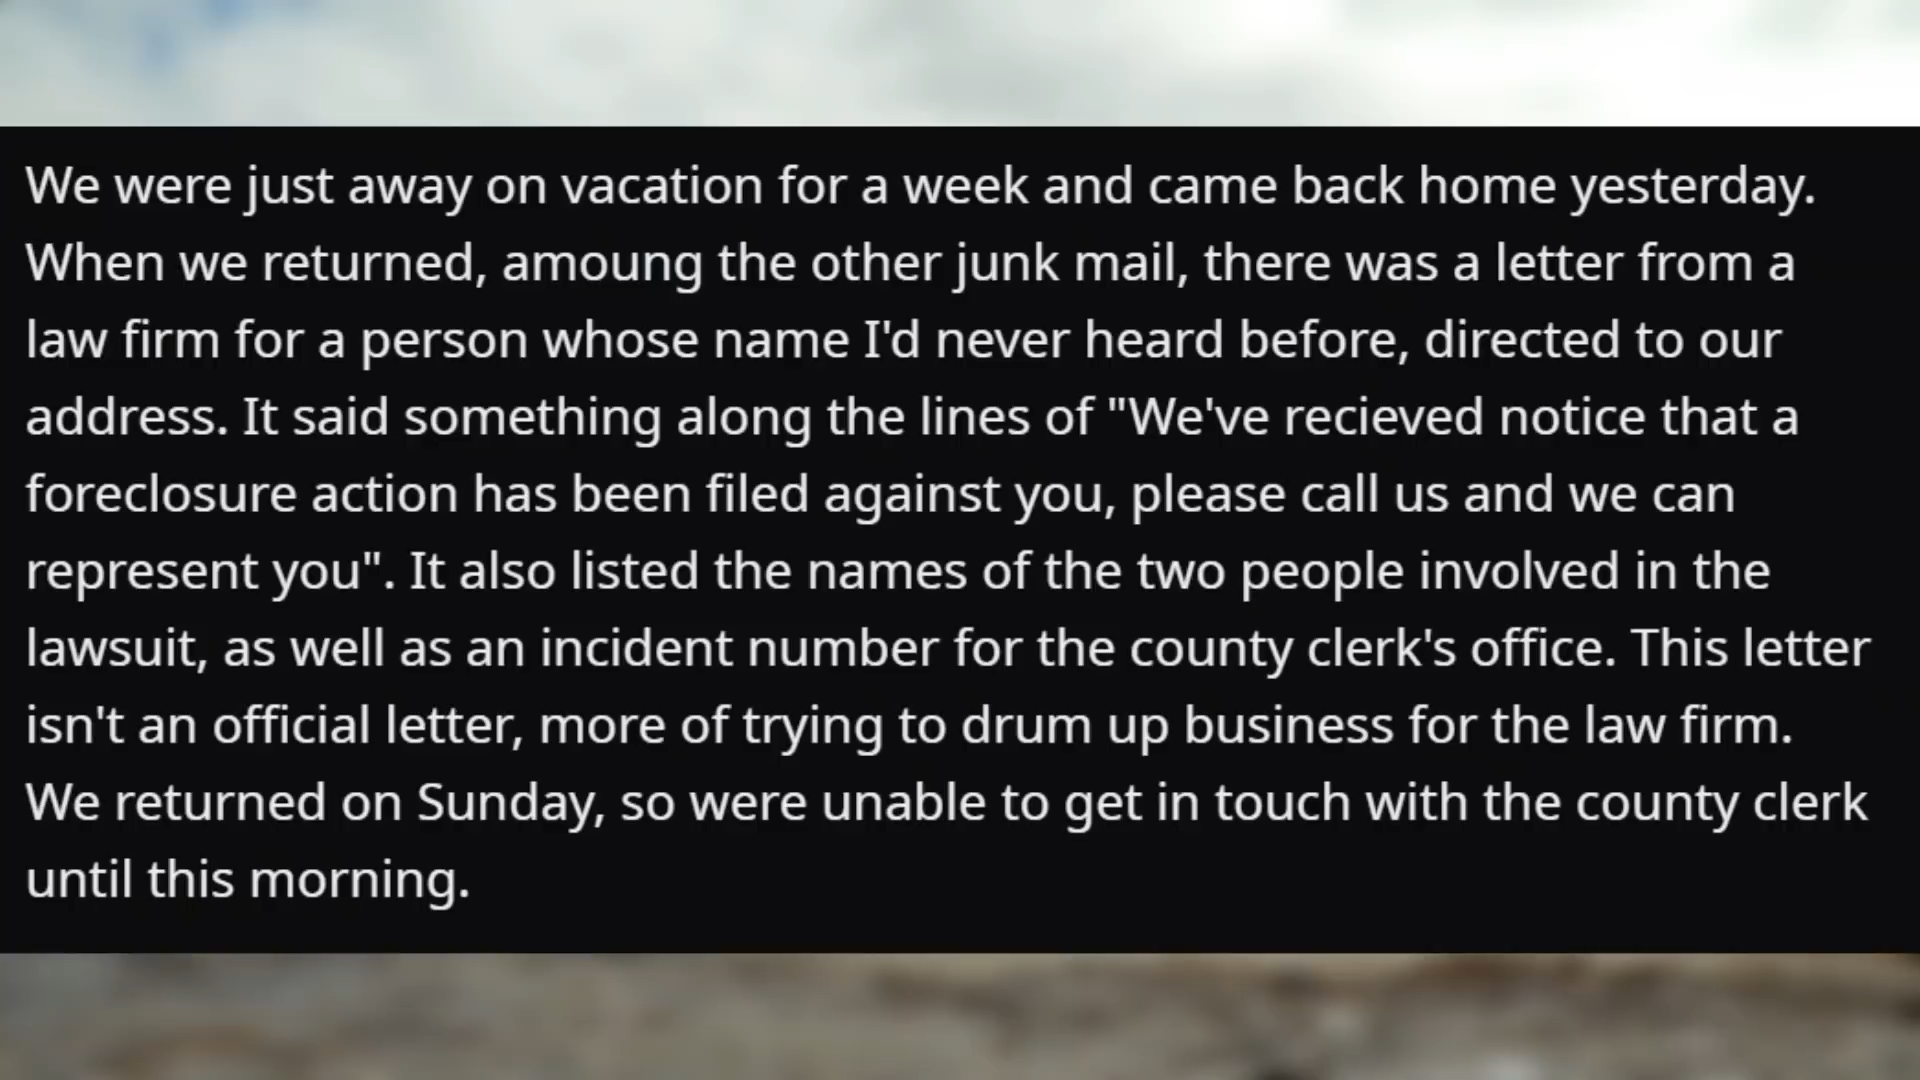 We were just away on vacation for a week and came back home yesterday.
When we returned, amoung the other junk mail, there was a letter from a
law firm for a person whose name I'd never heard before, directed to our
address. It said something along the lines of "We've recieved notice that a
foreclosure action has been filed against you, please call us and we can
represent you". It also listed the names of the two people involved in the
lawsuit, as well as an incident number for the county clerk's office. This letter
isn't an official letter, more of trying to drum up business for the law firm.
We returned on Sunday, so were unable to get in touch with the county clerk
until this morning.